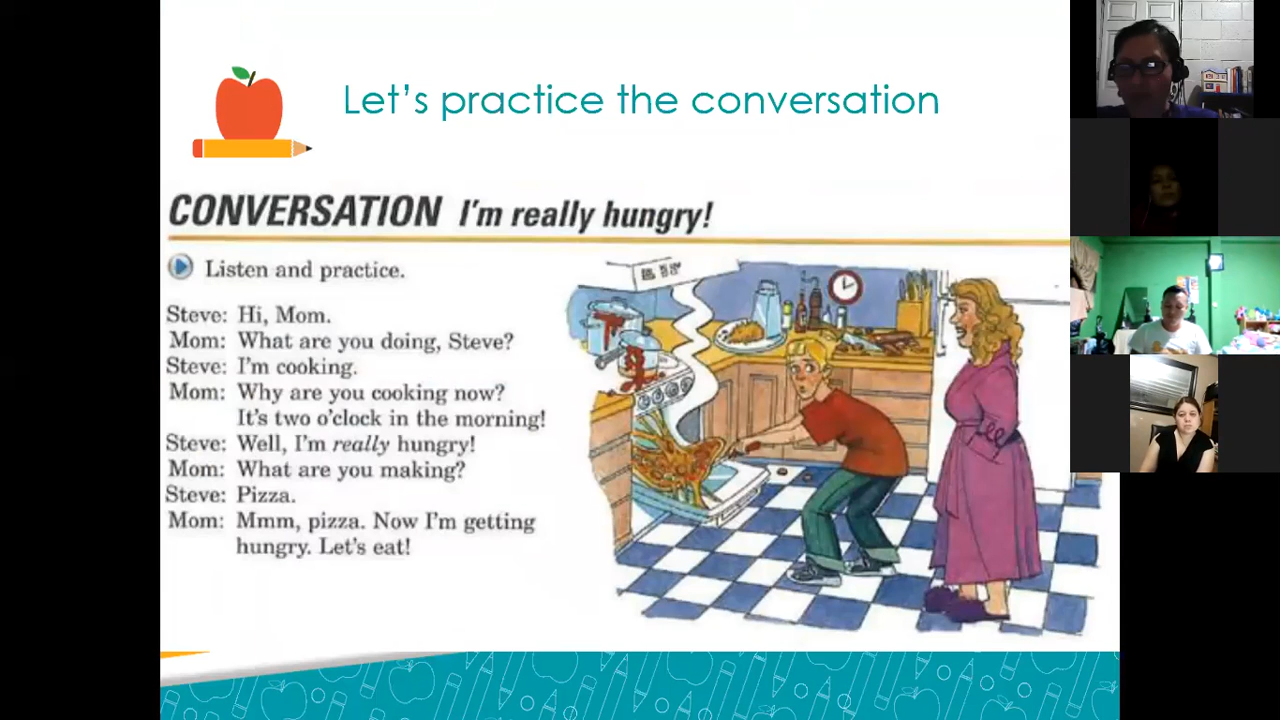 Let's practice the conversation
CONVERSATION I'm really hungry!
Listen and practice.
Steve: Hi, Mom.
Mom: What are you doing, Steve?
Steve: I'm cooking.
Mom: Why are you cooking now?
It's two o'clock in the morning!
Steve: Well, I'm really hungry!
Mom: What are you making?
Steve: Pizza.
Mom: Mmm, pizza. Now I'm getting
hungry. Let's eat!